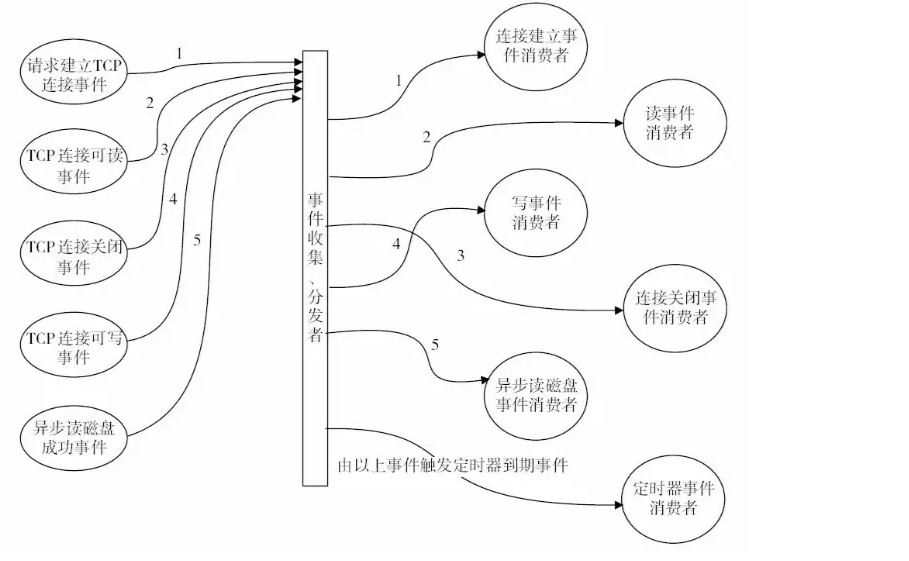 请求建立TCP
连接事件
TCP连接可读
事件
TCP连接关闭
事件
TCP连接可写
事件
异步读磁盘
成功事件
1
2
3
4
5
事件收集、分发者
1
2
4
3
5
由以上事件触发定时器到期事件
连接建立事
件消费者
读事件
消费者
写事件
消费者
连接关闭事
件消费者
异步读磁盘
事件消费者
定时器事件
消费者